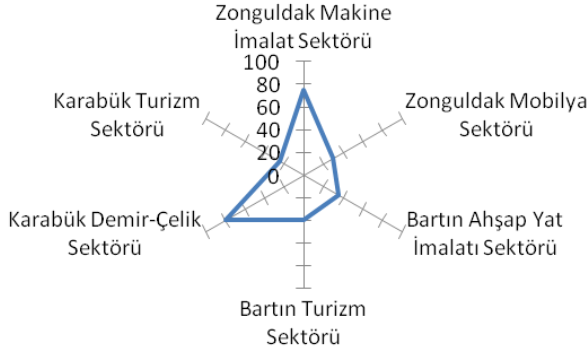 Zonguldak Makine
İmalat Sektörü
100
80
60
40
20
0
Zonguldak Mobilya
Sektörü
Bartın Ahşap Yat
İmalatı Sektörü
Bartın Turizm
Sektörü
Karabük Demir-Çelik
Sektörü
Karabük Turizm
Sektörü